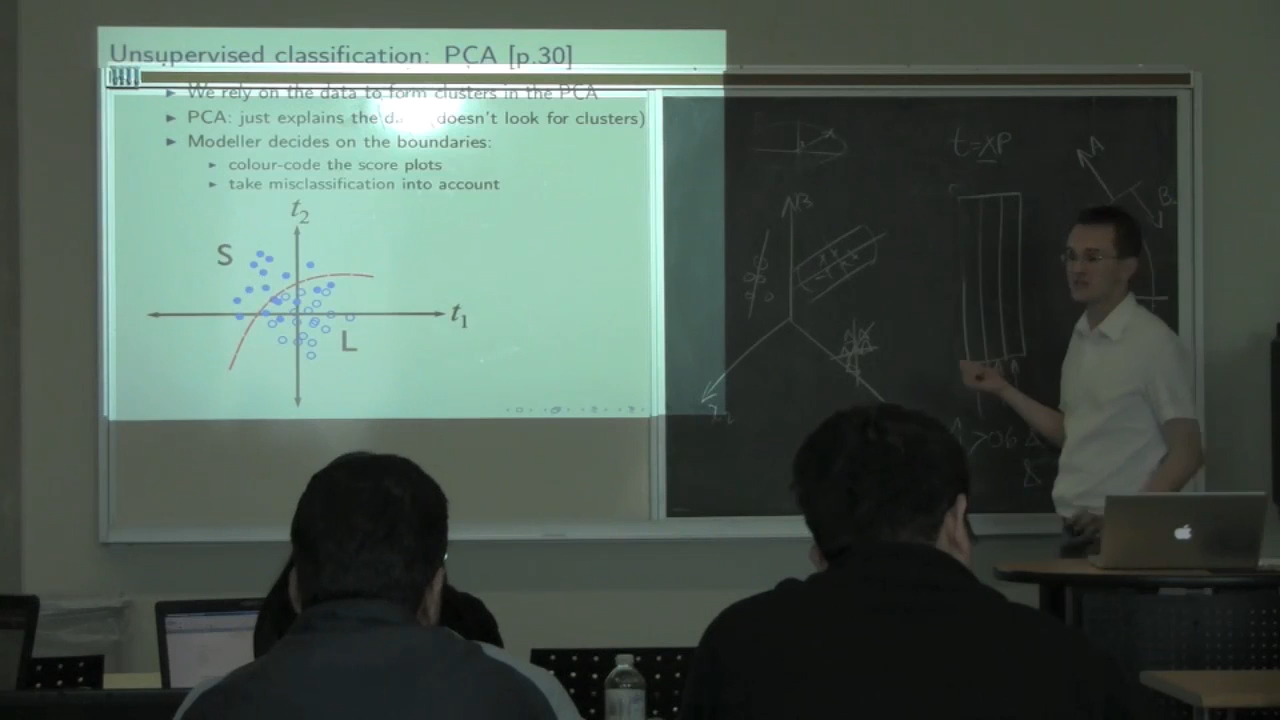 Unsupervised classification: PCA [p.30]
We rely on the data to form clusters in the PCA
PCA: just explains the (doesn't look for clusters)
Modeller decides on the boundaries:
colour-code the score plots
take misclassification into account
t2
S
t1
L
t=xP
A
B